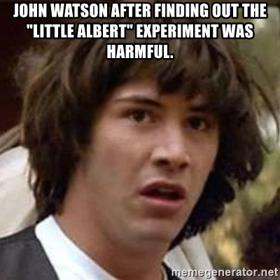 JOHN WATSON AFTER FINDING OUT THE
"LITTLE ALBERT" EXPERIMENT WAS
HARMFUL.
memegenerator.net